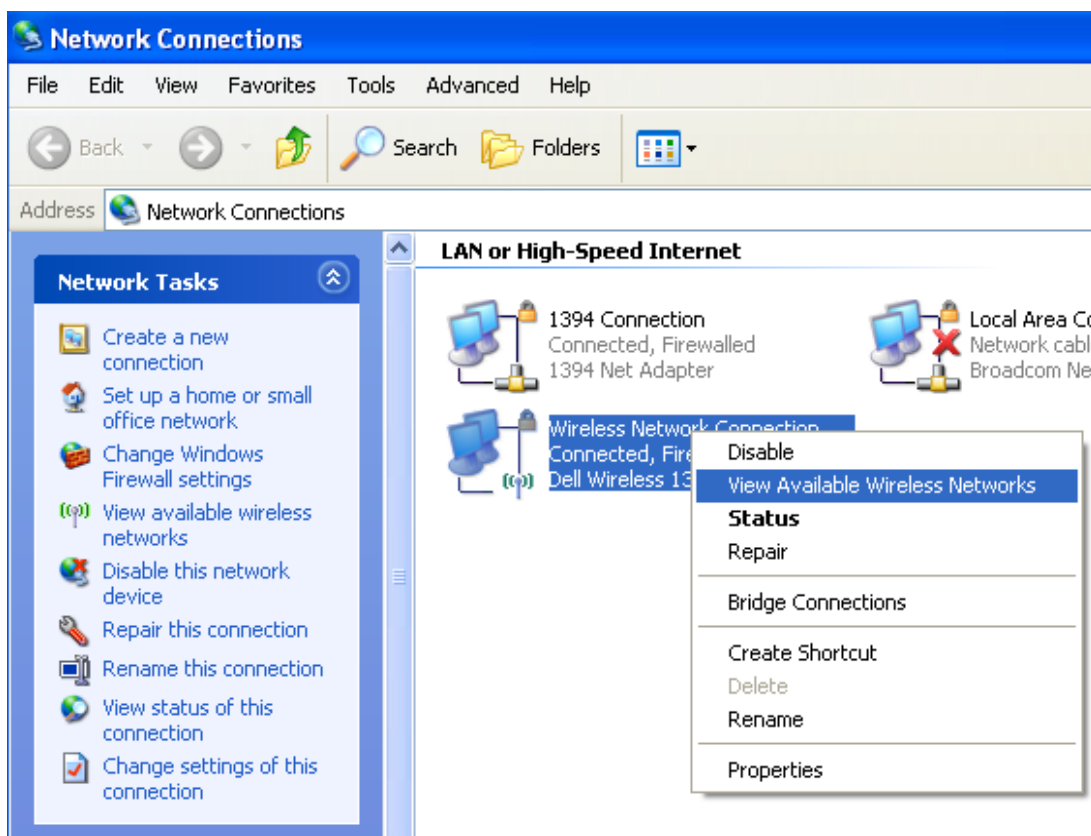 Network Connections
File Edit View Favorites Tools Advanced Help
Back Search Folders
Address Network Connections
Network Tasks
Create a new
connection
Set up a home or small
office network
Change Windows
Firewall settings
View available wireless
networks
Disable this network
device
Repair this connection
Rename this connection
View status of this
connection
Change settings of this
connection
LAN or High-Speed Internet
1394 Connection
Connected, Firewalled
1394 Net Adapter
Local Area
Network
Broadcom
Wireless Network Connection
Connected,
Dell Wireless
Disable
View Available Wireless Networks
Status
Repair
Bridge Connections
Create Shortcut
Delete
Rename
Properties